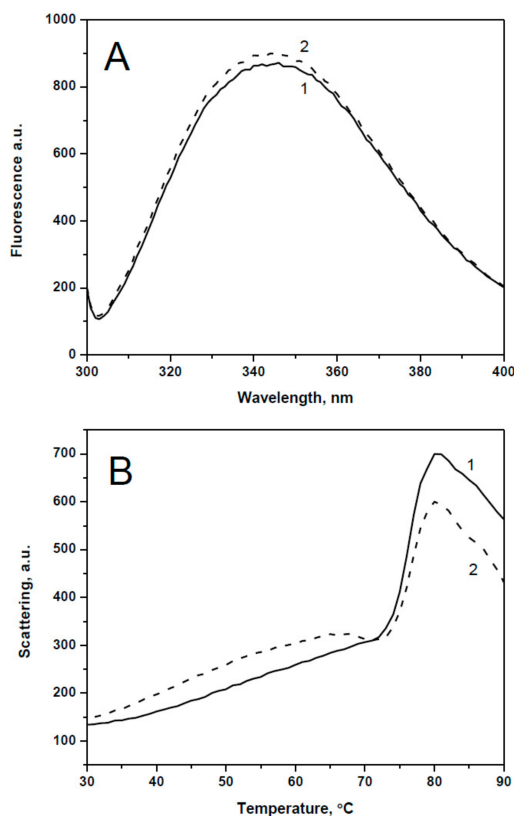 A
2
1
1000
800
600
400
200
0
Fluorescence a.u.
300 320 340 360 380 400
Wavelength, nm
B
1
2
700
600
500
400
300
200
100
Scattering, a.u.
30 40 50 60 70 80 90
Temperature, °C